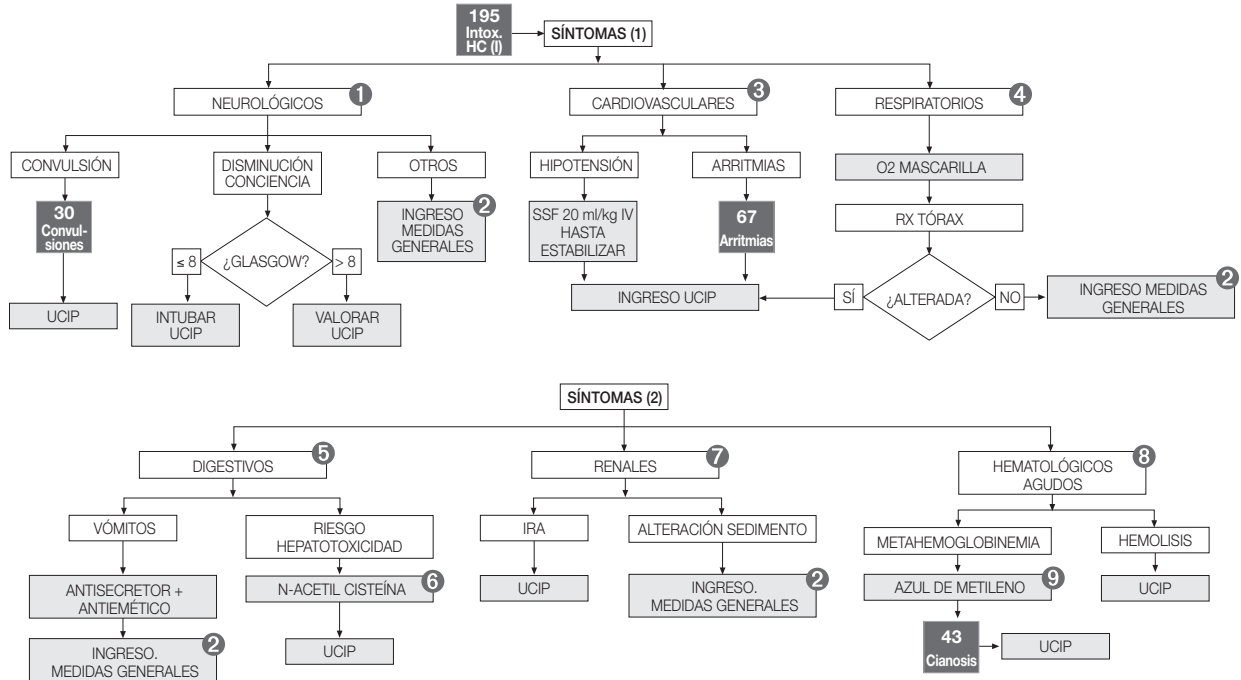 195
Intox.
HC (I)
SÍNTOMAS (1)
NEUROLÓGICOS
1
CARDIOVASCULARES
3
RESPIRATORIOS
4
CONVULSIÓN
DISMINUCIÓN
CONCIENCIA
OTROS
HIPOTENSIÓN
ARRITMIAS
O2 MASCARILLA
30
Convul-
siones
INGRESO
MEDIDAS
GENERALES
2
SSF 20 ml/kg IV
HASTA
ESTABILIZAR
67
Arritmias
RX TÓRAX
≤ 8
¿GLASGOW?
> 8
UCIP
INTUBAR
UCIP
VALORAR
UCIP
INGRESO UCIP
SÍ
¿ALTERADA?
NO
INGRESO MEDIDAS
GENERALES
2
SÍNTOMAS (2)
DIGESTIVOS
5
RENALES
7
HEMATOLÓGICOS
AGUDOS
8
VÓMITOS
RIESGO
HEPATOTOXICIDAD
IRA
ALTERACIÓN SEDIMENTO
METAHEMOGLOBINEMIA
HEMOLISIS
ANTISECRETOR +
ANTIEMÉTICO
N-ACETIL CISTEÍNA
6
UCIP
INGRESO.
MEDIDAS GENERALES
2
AZUL DE METILENO
9
UCIP
INGRESO.
MEDIDAS GENERALES
2
UCIP
43
Cianosis
UCIP